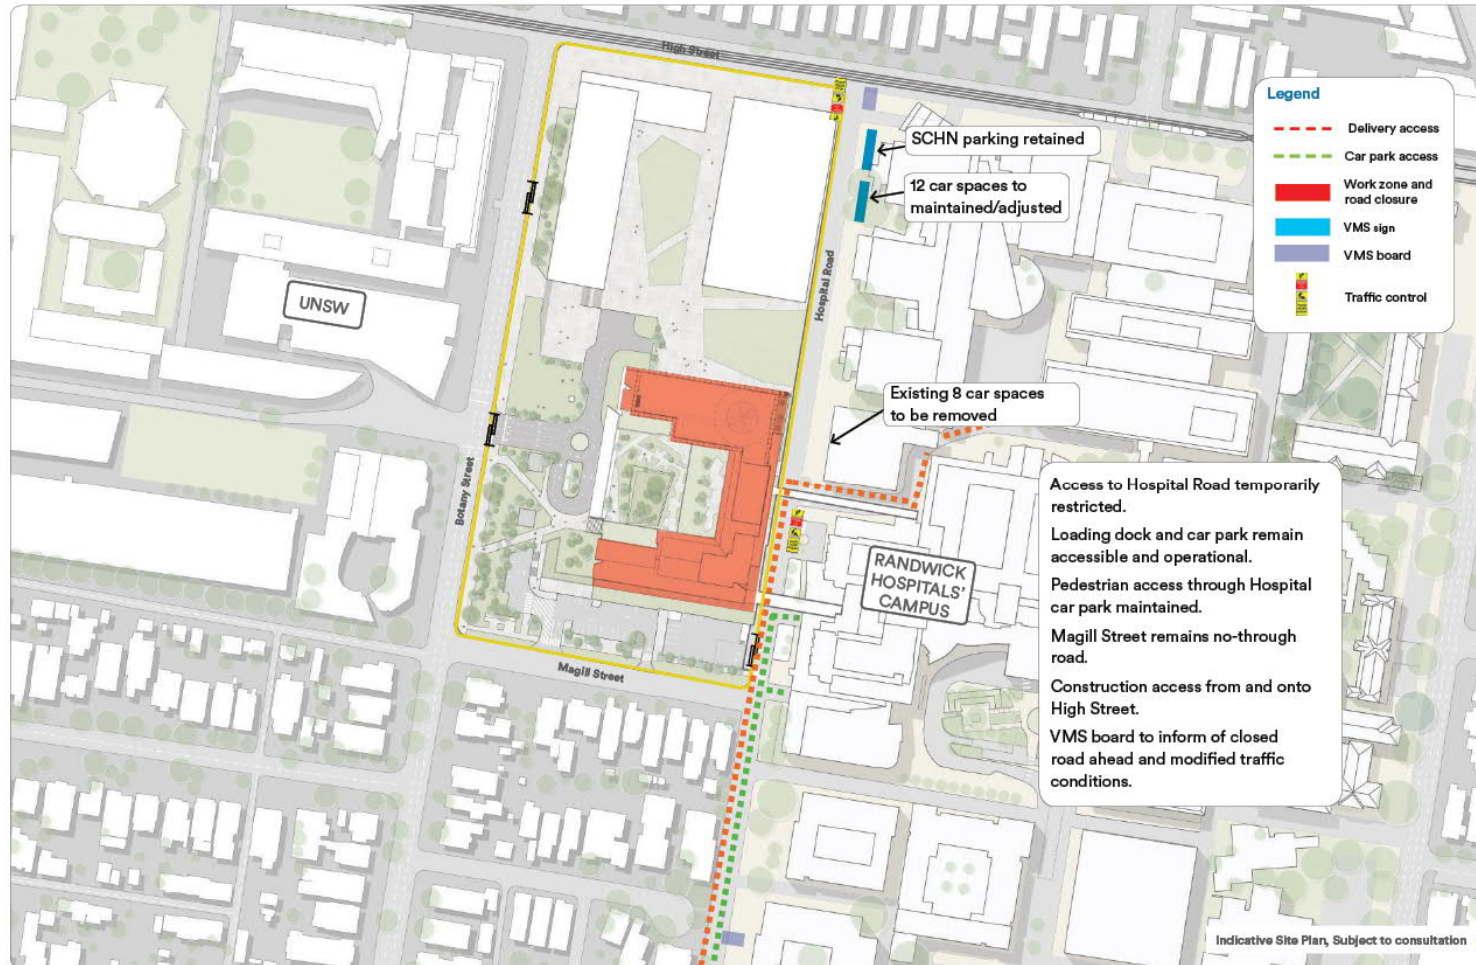 High Street
SCHN parking retained
12 car spaces to
maintained/adjusted
Legend
Delivery access
Car park access
Work zone and
road closure
VMS sign
VMS board
Traffic control
UNSW
Hospital Road
Existing 8 car spaces
to be removed
Botany Street
RANDWICK
HOSPITALS'
CAMPUS
Magill Street
Access to Hospital Road temporarily
restricted.
Loading dock and car park remain
accessible and operational.
Pedestrian access through Hospital
car park maintained.
Magill Street remains no-through
road.
Construction access from and onto
High Street.
VMS board to inform of closed
road ahead and modified traffic
conditions.
Indicative Site Plan, Subject to consultation